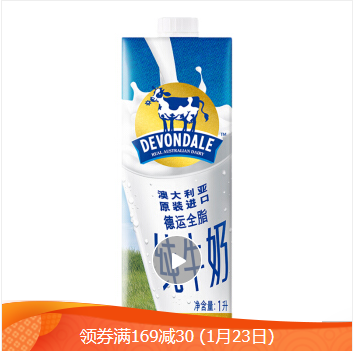 DEVONDALE
™
REAL AUSTRALIAN DAIRY
澳大利亚
原装进口
德运全脂
纯牛奶
净含量:1升
领券满169减30 (1月23日)